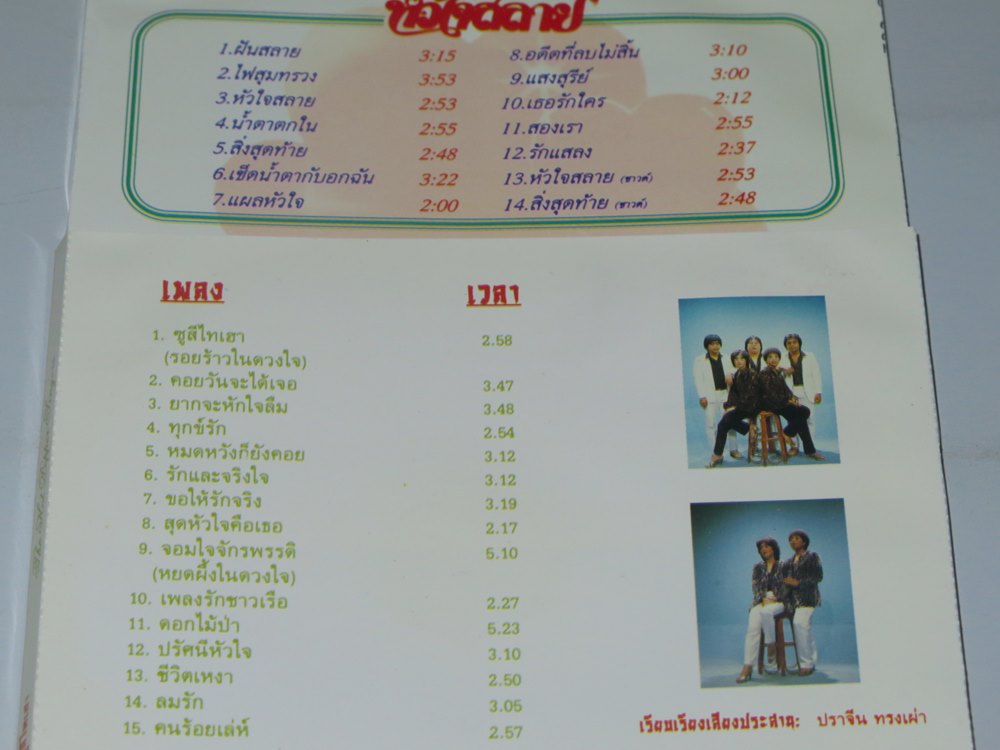 หัวใจสลาย
1.ฝันสลาย 3:15
2.ไฟสุมทรวง 3:53
3.หัวใจสลาย 2:53
4.น้ำตาตกใน 2:55
5.สิ่งสุดท้าย 2:48
6.เช็ดน้ำตากับอกฉัน 3:22
7.แผลหัวใจ 2:00
8.อดีตที่ลบไม่สิ้น 3:10
9.แสงสุรีย์ 3:00
10.เธอรักใคร 2:12
11.สองเรา 2:55
12.รักแสลง 2:37
13.หัวใจสลาย (ซาวด์) 2:53
14.สิ่งสุดท้าย (ซาวด์) 2:48
เพลง เวลา
1. ซูสีไทเฮา 2.58
(รอยร้าวในดวงใจ)
2. คอยวันจะได้เจอ 3.47
3. ยากจะหักใจลืม 3.48
4. ทุกข์รัก 2.54
5. หมดหวังก็ยังคอย 3.12
6. รักและจริงใจ 3.12
7. ขอให้รักจริง 3.19
8. สุดหัวใจคือเธอ 2.17
9. จอมใจจักรพรรดิ 5.10
(หยดผึ้งในดวงใจ)
10. เพลงรักชาวเรือ 2.27
11. ดอกไม้ป่า 5.23
12. ปรัศนีหัวใจ 3.10
13. ชีวิตเหงา 2.50
14. ลมรัก 3.05
15. คนร้อยเล่ห์ 2.57
เรียบเรียงเสียงประสาน: ปราจีน ทรงเผ่า